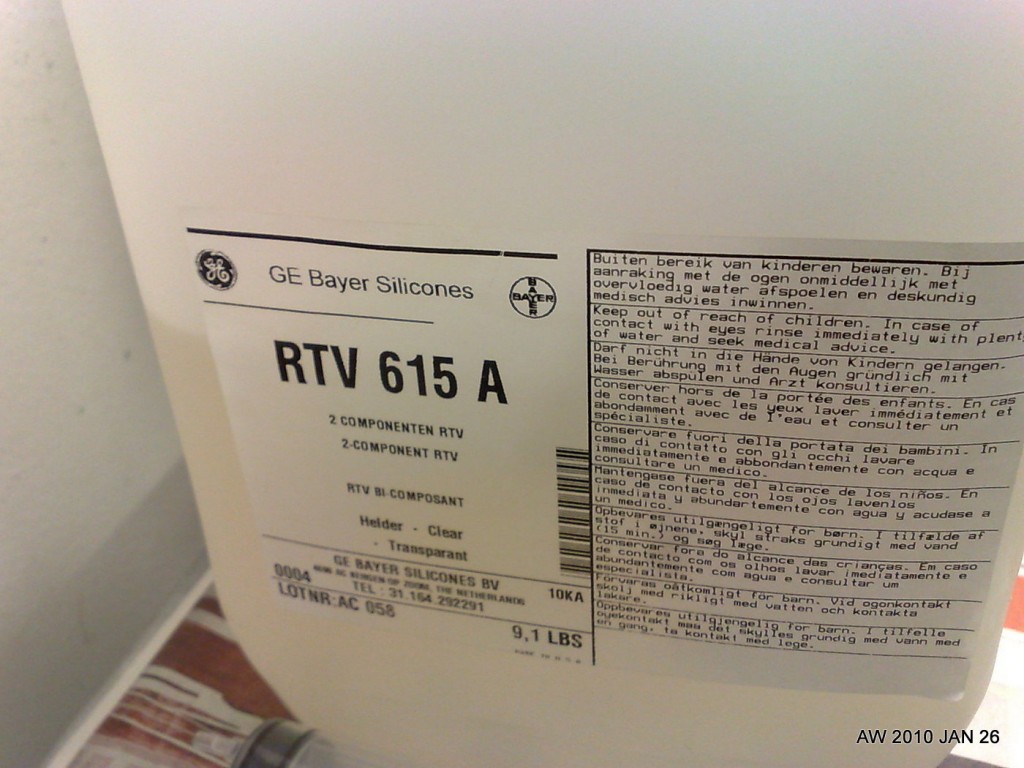 GE Bayer Silicones
BAYER
BAYER
RTV 615 A
2 COMPONENTEN RTV
2-COMPONENT RTV
RTV BI-COMPOSANT
Helder - Clear
- Transparant
GE BAYER SILICONES BV
THE NETHERLANDS
0004 TEL : 31.164.292291
10KA
LOTNR:AC 058
9,1 LBS
Buiten bereik van kinderen bewaren. Bij
aanraking met de ogen onmiddellijk met
overvloedig water afspoelen en deskundig
medisch advies inwinnen.
Keep out of reach of children. In case of
contact with eyes rinse immediately with plent
of water and seek medical advice.
Darf nicht in die Hände von Kindern gelangen.
Bei Berührung mit den Augen gründlich mit
Wasser abspülen und Arzt konsultieren.
Conserver hors de la portée des enfants. En cas
de contact avec les yeux laver immédiatement et
abondamment avec de l'eau et consulter un
spécialiste.
Conservare fuori della portata dei bambini. In
caso di contatto con gli occhi lavare
immediatamente e abbondantemente con acqua e
consultare un medico.
Mantengase fuera del alcance de los niños. En
caso de contacto con los ojos lavenlos
inmediata y abundartemente con agua y acudase a
un medico.
Opbevares utilgængeligt for børn. I tilfælde af
stof i øjnene, skyl straks grundigt med vand
(15 min.) og søg læge.
Conservar fora do alcance das crianças. Em caso
de contacto com os olhos lavar imediatamente e
abundantemente com agua e consultar um
especialista.
Förvaras oåtkomligt för barn. Vid ogonkontakt
skolj med rikligt med vatten och kontakta
lakare.
Oppbevares utilgjengelig for barn. I tilfelle
oyekontakt maa det skylles grundig med vann med
en gang, ta kontakt med lege.
AW 2010 JAN 26